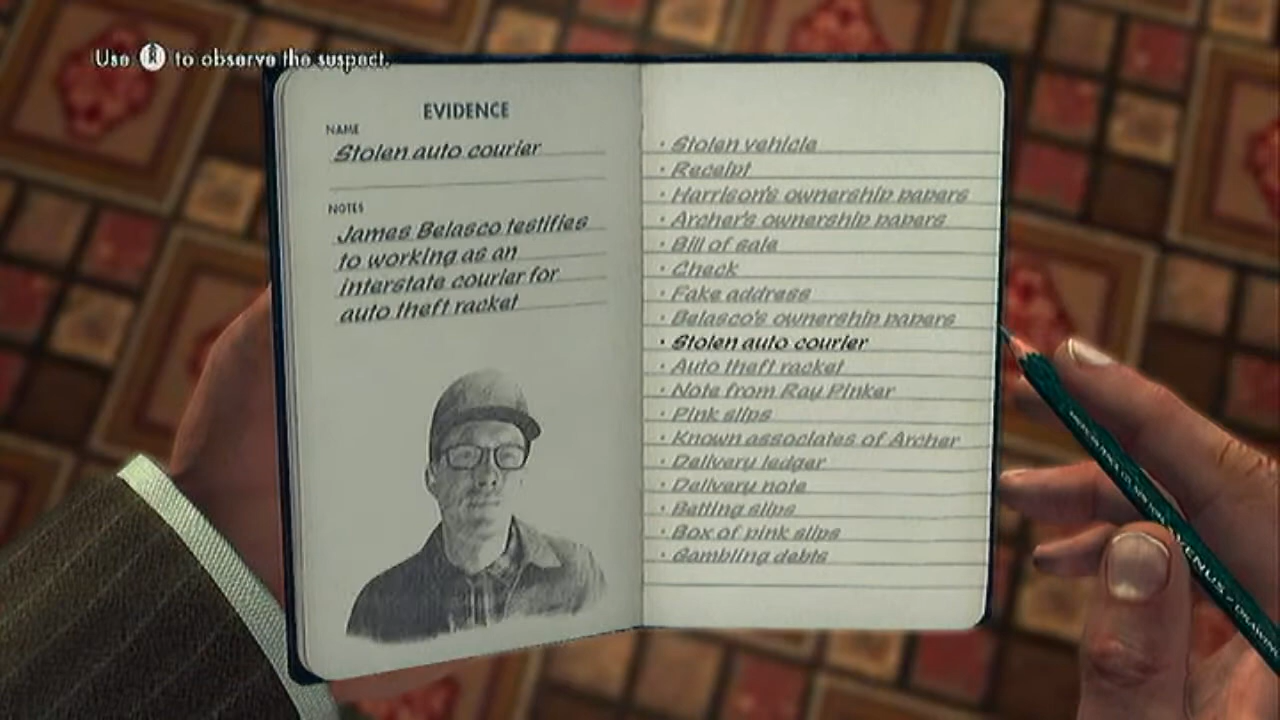 Use R to observe the suspect.
EVIDENCE
NAME
Stolen auto courier
NOTES
James Belasco testifies
to working as an
interstate courier for
auto theft racket
• Stolen vehicle
• Receipt
• Harrison's ownership papers
• Archer's ownership papers
• Bill of sale
• Check
• Fake address
• Belasco's ownership papers
• Stolen auto courier
• Auto theft racket
• Note from Ray Pinker
• Pink slips
• Known associates of Archer
• Delivery ledger
• Delivery note
• Betting slips
• Box of pink slips
• Gambling debts
VENUS